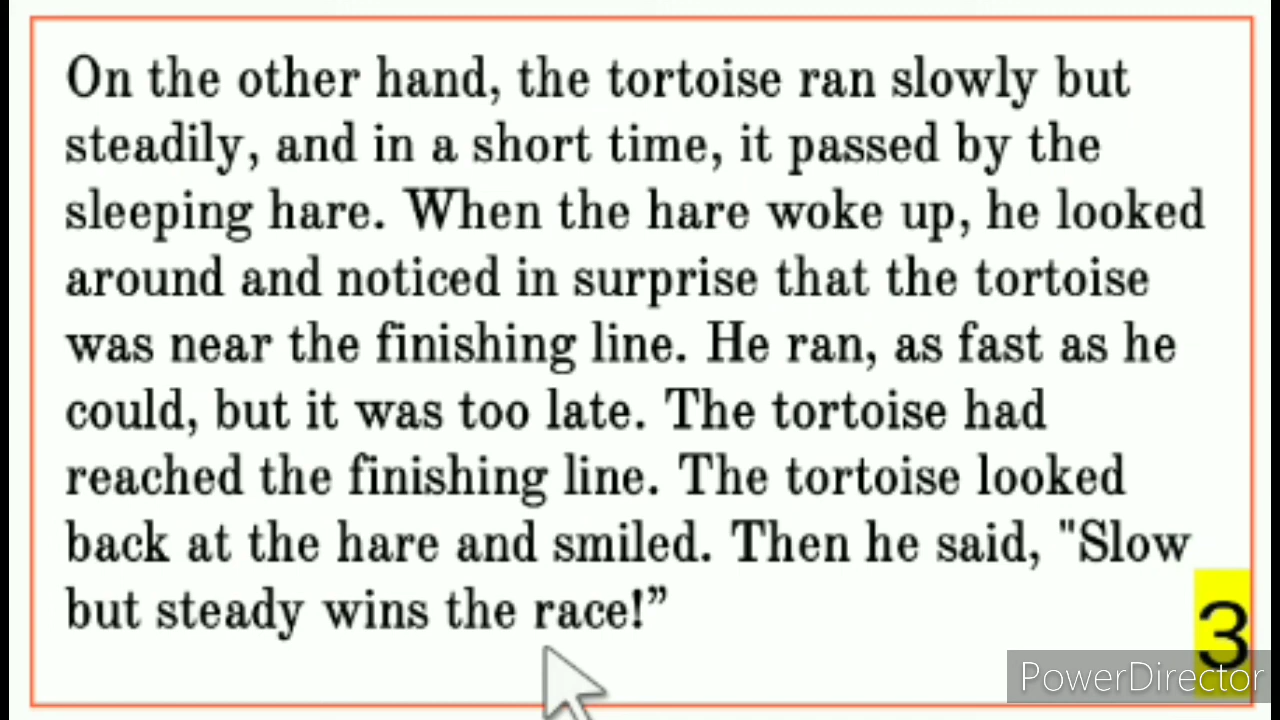 On the other hand, the tortoise ran slowly but
steadily, and in a short time, it passed by the
sleeping hare. When the hare woke up, he looked
around and noticed in surprise that the tortoise
was near the finishing line. He ran, as fast as he
could, but it was too late. The tortoise had
reached the finishing line. The tortoise looked
back at the hare and smiled. Then he said, "Slow
but steady wins the race!”
3
PowerDirector